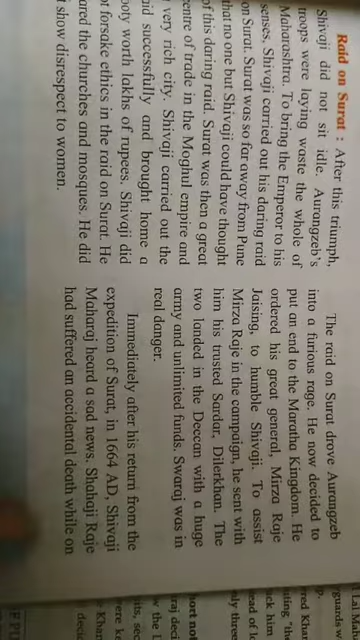 Raid on Surat : After this triumph,
Shivaji did not sit idle. Aurangzeb's
troops were laying waste the whole of
Maharashtra. To bring the Emperor to his
senses, Shivaji carried out his daring raid
on Surat. Surat was so far away from Pune
that no one but Shivaji could have thought
of this daring raid. Surat was then a great
centre of trade in the Moghul empire and
very rich city. Shivaji carried out the
aid successfully and brought home a
ooty worth lakhs of rupees. Shivaji did
ot forsake ethics in the raid on Surat. He
ared the churches and mosques. He did
show disrespect to women.
The raid on Surat drove Aurangzeb
into a furious rage. He now decided to
put an end to the Maratha Kingdom. He
ordered his great general, Mirza Raje
Jaising, to humble Shivaji. To assist
Mirza Raje in the campaign, he sent with
him his trusted Sardar, Dilerkhan. The
two landed in the Deccan with a huge
army and unlimited funds. Swaraj was in
real danger.
Immediately after his return from the
expedition of Surat, in 1664 AD, Shivaji
Maharaj heard a sad news. Shahaji Raje
had suffered an accidental death while on